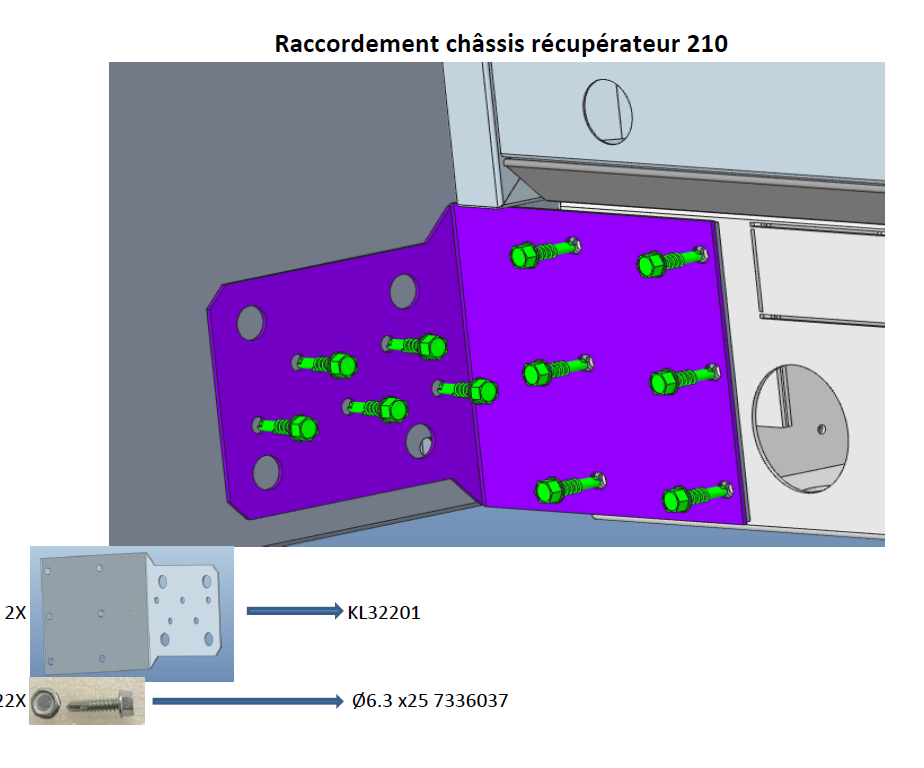 Raccordement châssis récupérateur 210
2X
KL32201
22X
Ø6.3 x25 7336037